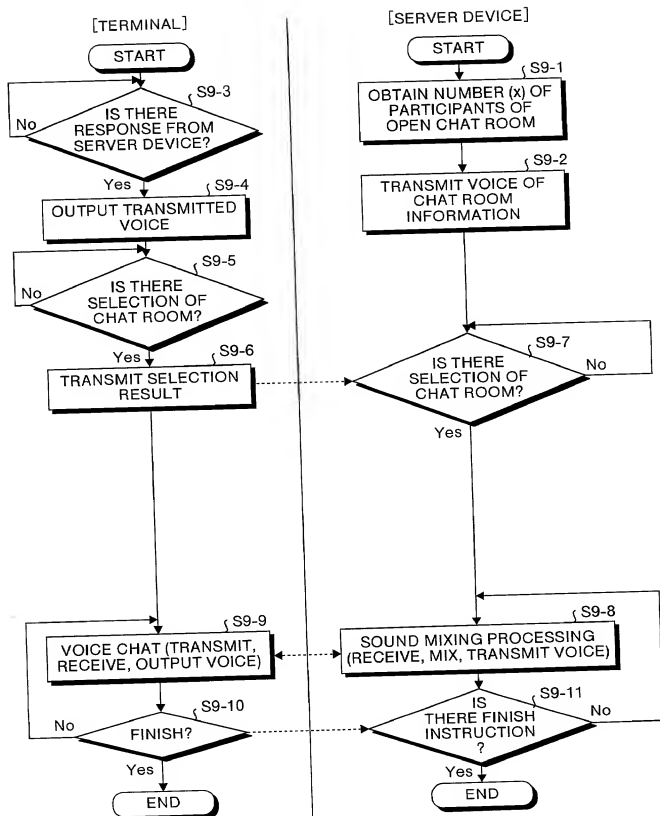 [TERMINAL]
START
S9-3
IS THERE
RESPONSE FROM
SERVER DEVICE?
No
Yes
S9-4
OUTPUT TRANSMITTED
VOICE
S9-5
IS THERE
SELECTION OF
CHAT ROOM?
No
Yes
S9-6
TRANSMIT SELECTION
RESULT
S9-9
VOICE CHAT (TRANSMIT,
RECEIVE, OUTPUT VOICE)
S9-10
FINISH?
No
Yes
END
[SERVER DEVICE]
START
S9-1
OBTAIN NUMBER (x) OF
PARTICIPANTS OF
OPEN CHAT ROOM
S9-2
TRANSMIT VOICE OF
CHAT ROOM
INFORMATION
S9-7
IS THERE
SELECTION OF
CHAT ROOM?
No
Yes
S9-8
SOUND MIXING PROCESSING
(RECEIVE, MIX, TRANSMIT VOICE)
S9-11
IS
THERE FINISH
INSTRUCTION
?
No
Yes
END